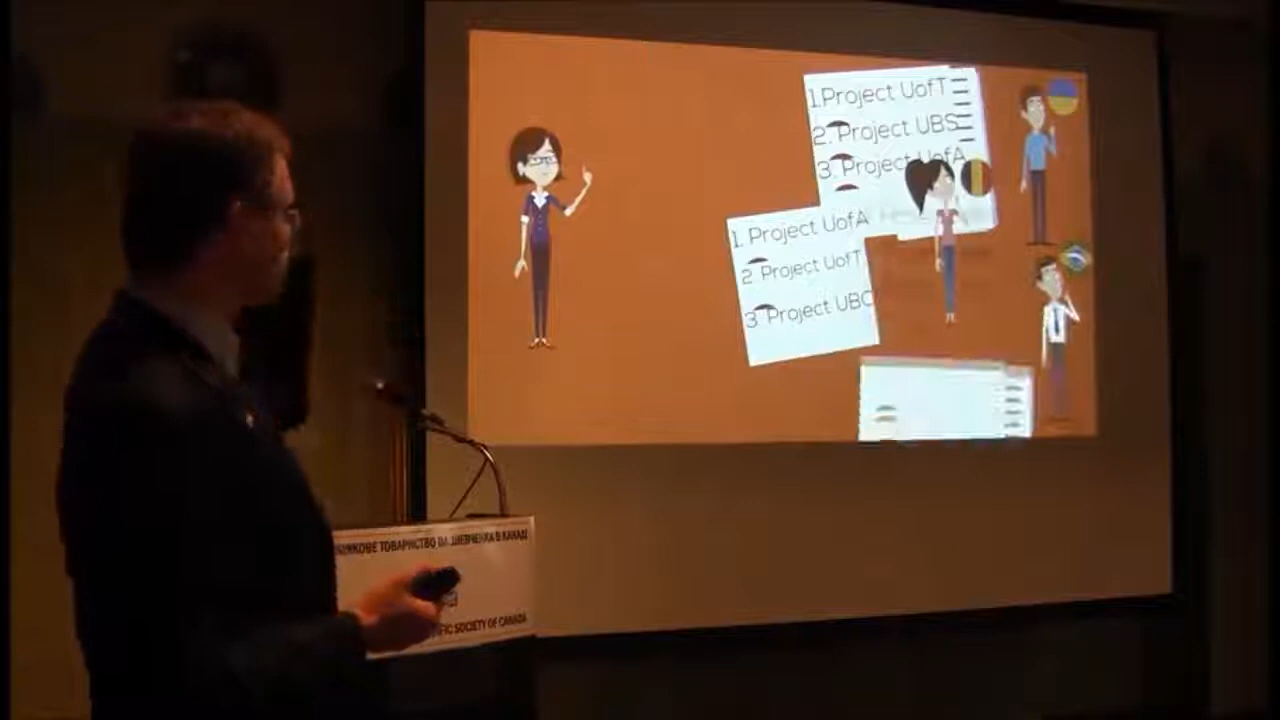 1.Project UofT
2. Project UBS
3. Project UofA
1. Project UofA
2 Project UofT
3 Project UBC
ТОВАРИСТВО ІМ. ШЕВЧЕНКА В КАНАДІ
SOCIETY OF CANADA